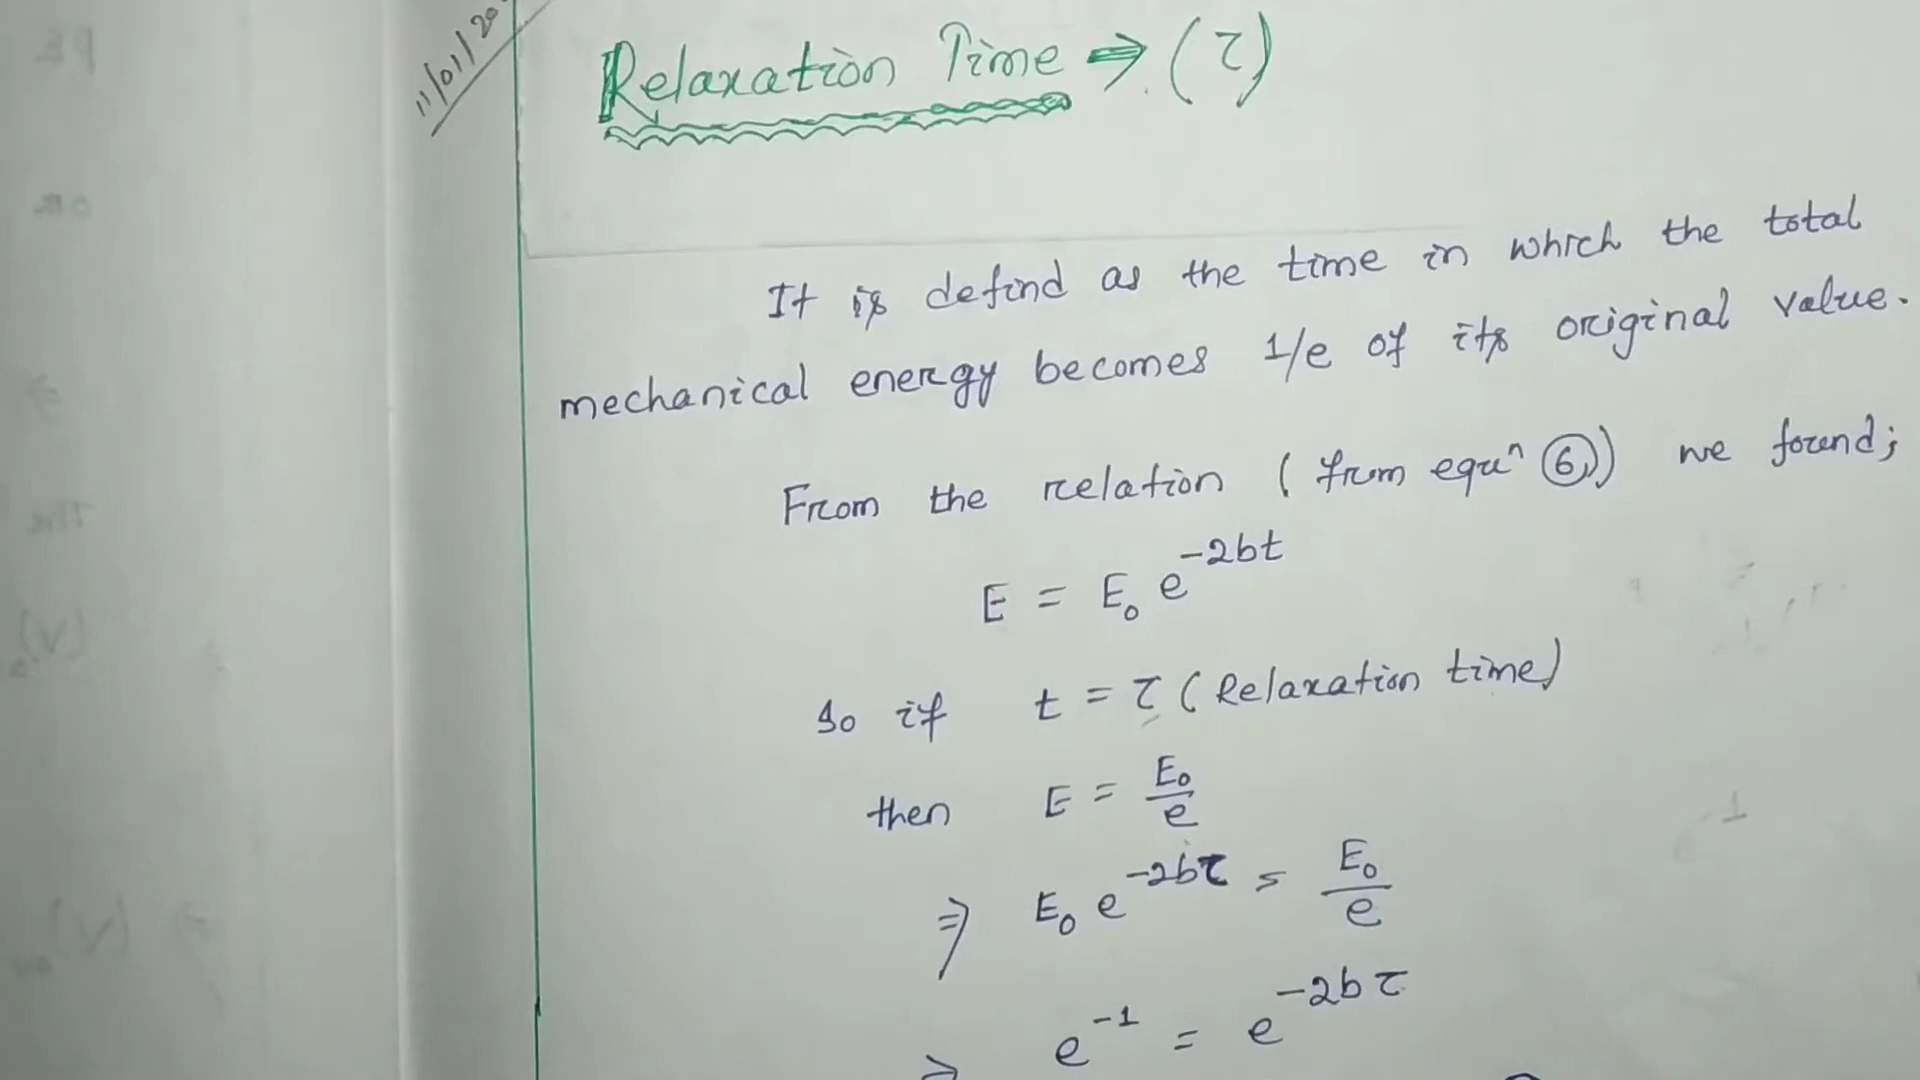 11/01/20
Relaxation Time ⇒ (τ)
It is defind as the time in which the total
mechanical energy becomes 1/e of its original value.
From the relation ( from equⁿ ⑥) we found;
E = E₀ e^{-2bt}
So if t = τ ( Relaxation time)
then E = E₀/e
⇒ E₀ e^{-2bτ} = E₀/e
⇒ e^{-1} = e^{-2bτ}